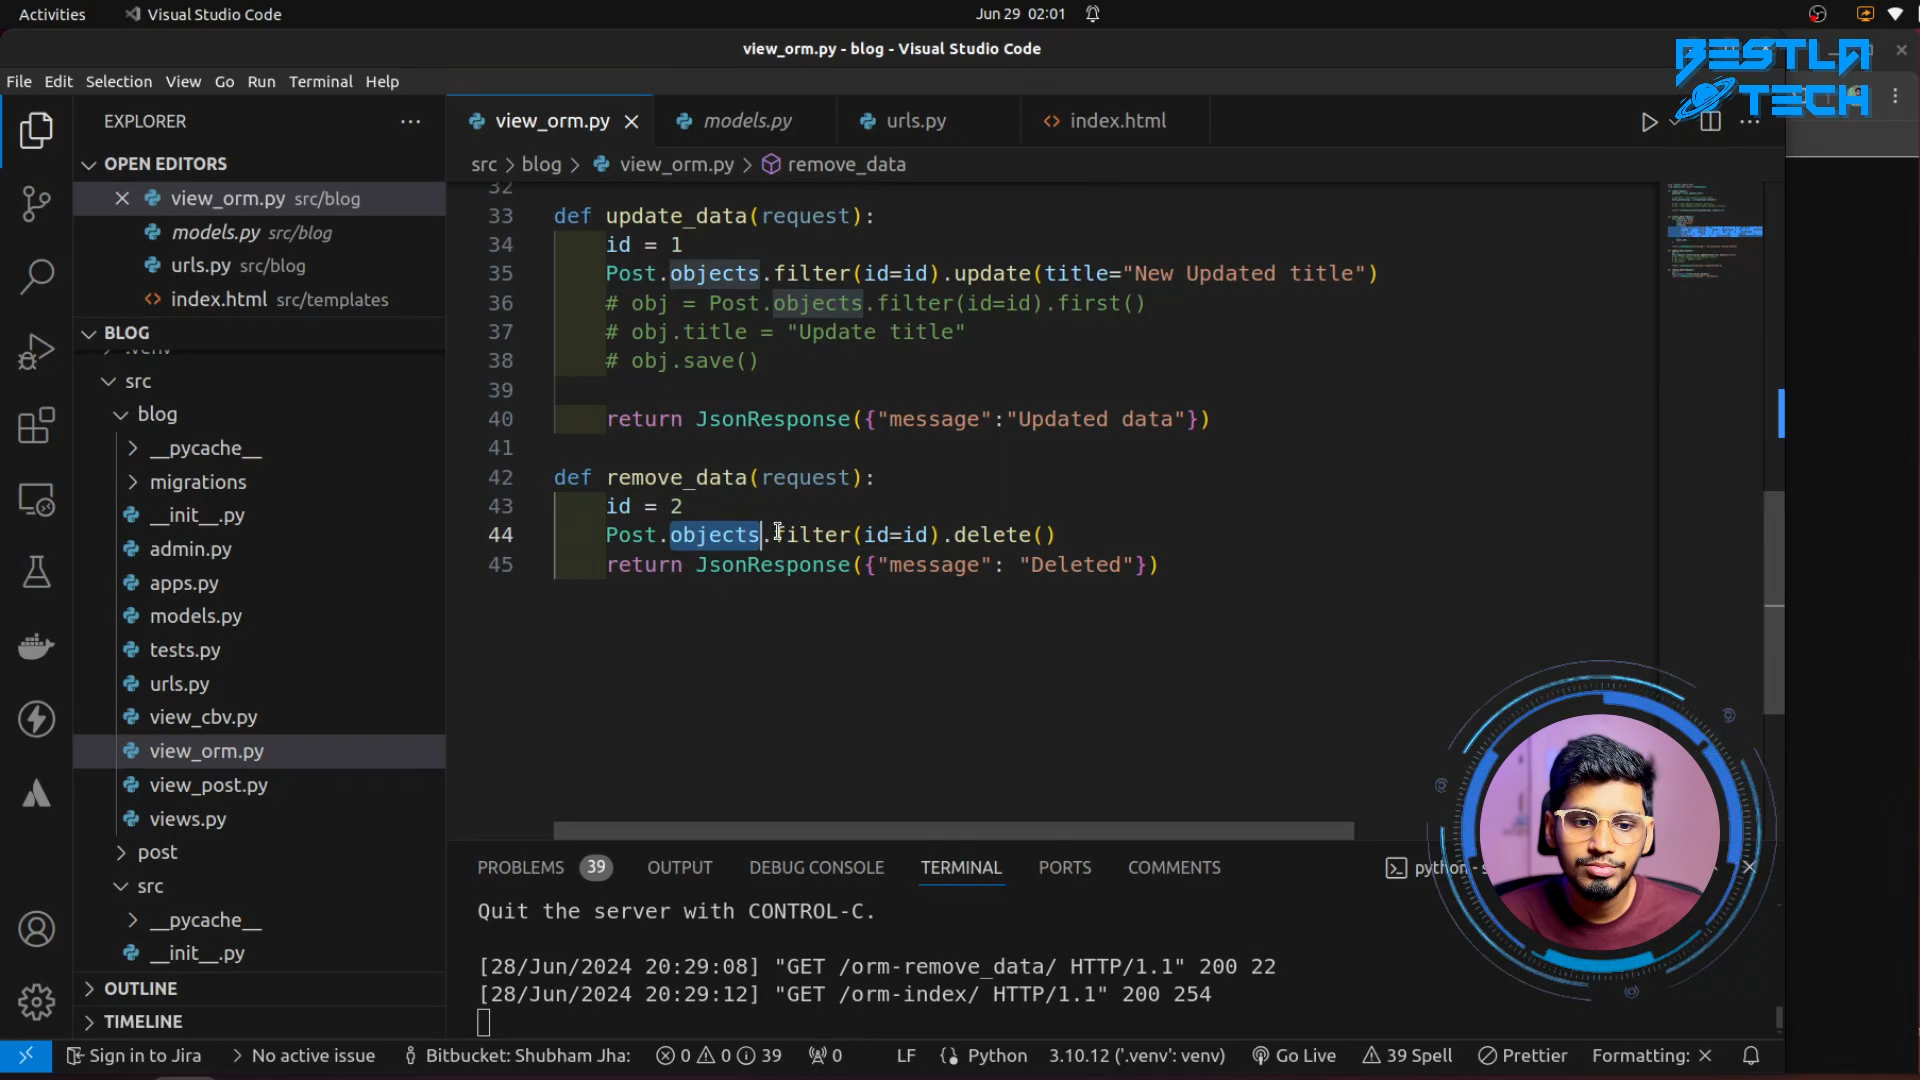 Activities
Visual Studio Code
Jun 29 02:01
view_orm.py - blog - Visual Studio Code
BESTLA TECH
File Edit Selection View Go Run Terminal Help
EXPLORER
OPEN EDITORS
view_orm.py src/blog
models.py src/blog
urls.py src/blog
index.html src/templates
BLOG
.venv
src
blog
__pycache__
migrations
__init__.py
admin.py
apps.py
models.py
tests.py
urls.py
view_cbv.py
view_orm.py
view_post.py
views.py
post
src
__pycache__
__init__.py
OUTLINE
TIMELINE
view_orm.py models.py urls.py index.html
src > blog > view_orm.py > remove_data
32
33 def update_data(request):
34 id = 1
35 Post.objects.filter(id=id).update(title="New Updated title")
36 # obj = Post.objects.filter(id=id).first()
37 # obj.title = "Update title"
38 # obj.save()
39
40 return JsonResponse({"message":"Updated data"})
41
42 def remove_data(request):
43 id = 2
44 Post.objects.filter(id=id).delete()
45 return JsonResponse({"message": "Deleted"})
PROBLEMS 39 OUTPUT DEBUG CONSOLE TERMINAL PORTS COMMENTS
python - s
Quit the server with CONTROL-C.
[28/Jun/2024 20:29:08] "GET /orm-remove_data/ HTTP/1.1" 200 22
[28/Jun/2024 20:29:12] "GET /orm-index/ HTTP/1.1" 200 254
Sign in to Jira No active issue Bitbucket: Shubham Jha: 0 0 39 0 LF Python 3.10.12 ('.venv': venv) Go Live 39 Spell Prettier Formatting: